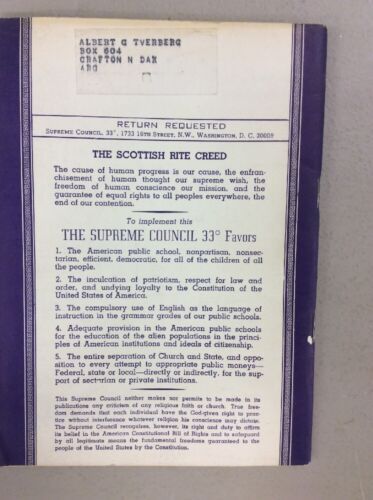 ALBERT G TVERBERG
BOX 604
GRAFTON N DAK
RETURN REQUESTED
SUPREME COUNCIL, 33°, 1733 16TH STREET, N.W., WASHINGTON, D. C. 20009
THE SCOTTISH RITE CREED
The cause of human progress is our cause, the enfran-
chisement of human thought our supreme wish, the
freedom of human conscience our mission, and the
guarantee of equal rights to all peoples everywhere, the
end of our contention.
To implement this
THE SUPREME COUNCIL 33° Favors
1. The American public school, nonpartisan, nonsec-
tarian, efficient, democratic, for all of the children of all
the people.
2. The inculcation of patriotism, respect for law and
order, and undying loyalty to the Constitution of the
United States of America.
3. The compulsory use of English as the language of
instruction in the grammar grades of our public schools.
4. Adequate provision in the American public schools
for the education of the alien populations in the princi-
ples of American institutions and ideals of citizenship.
5. The entire separation of Church and State, and oppo-
sition to every attempt to appropriate public moneys—
Federal, state or local—directly or indirectly, for the sup-
port of sectarian or private institutions.
This Supreme Council neither makes nor permits to be made in its
publications any criticism of any religious faith or church. True free-
dom demands that each individual have the God-given right to prac-
tice without interference whatever religion his conscience may dictate.
The Supreme Council recognizes, however, its right and duty to affirm
its belief in the American Constitutional Bill of Rights and to safeguard
by all legitimate means the fundamental freedoms guaranteed to the
people of the United States by the Constitution.